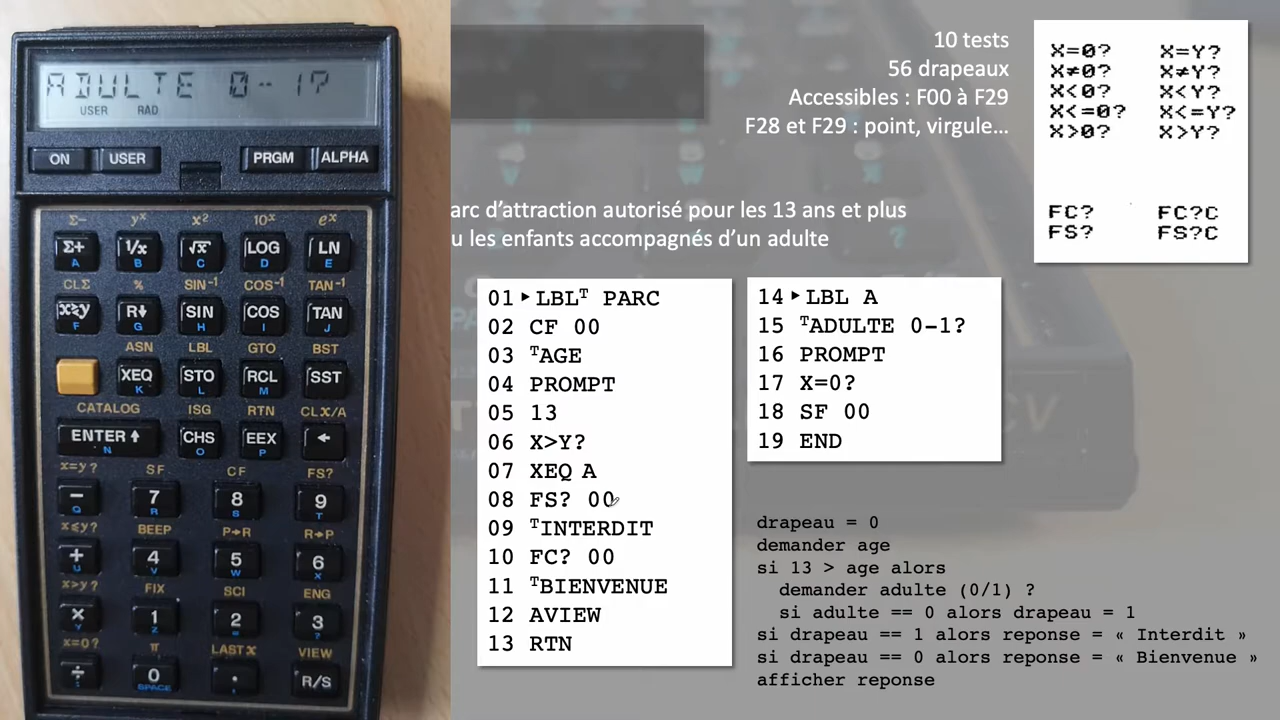 ADULTE 0-1?
USER RAD
ON USER PRGM ALPHA
Σ- yˣ x² 10ˣ eˣ
Σ+ 1/x √x LOG LN
A B C D E
CLΣ % SIN⁻¹ COS⁻¹ TAN⁻¹
x≷y R↓ SIN COS TAN
F G H I J
ASN LBL GTO BST
XEQ STO RCL SST
K L M
CATALOG ISG RTN CLx/A
ENTER↑ CHS EEX ←
N O P
x=y? SF CF FS?
- 7 8 9
Q R S T
x≤y? BEEP P→R R→P
+ 4 5 6
U V W X
x>y? FIX SCI ENG
× 1 2 3
Y Z = ?
x=0? π LASTx VIEW
÷ 0 · R/S
: SPACE ,
10 tests
56 drapeaux
Accessibles : F00 à F29
F28 et F29 : point, virgule...
X=0? X=Y?
X≠0? X≠Y?
X<0? X<Y?
X<=0? X<=Y?
X>0? X>Y?
FC? FC?C
FS? FS?C
arc d'attraction autorisé pour les 13 ans et plus
u les enfants accompagnés d'un adulte
01▸LBLᵀ PARC
02 CF 00
03 ᵀAGE
04 PROMPT
05 13
06 X>Y?
07 XEQ A
08 FS? 00
09 ᵀINTERDIT
10 FC? 00
11 ᵀBIENVENUE
12 AVIEW
13 RTN
14▸LBL A
15 ᵀADULTE 0-1?
16 PROMPT
17 X=0?
18 SF 00
19 END
drapeau = 0
demander age
si 13 > age alors
demander adulte (0/1) ?
si adulte == 0 alors drapeau = 1
si drapeau == 1 alors reponse = « Interdit »
si drapeau == 0 alors reponse = « Bienvenue »
afficher reponse
CV